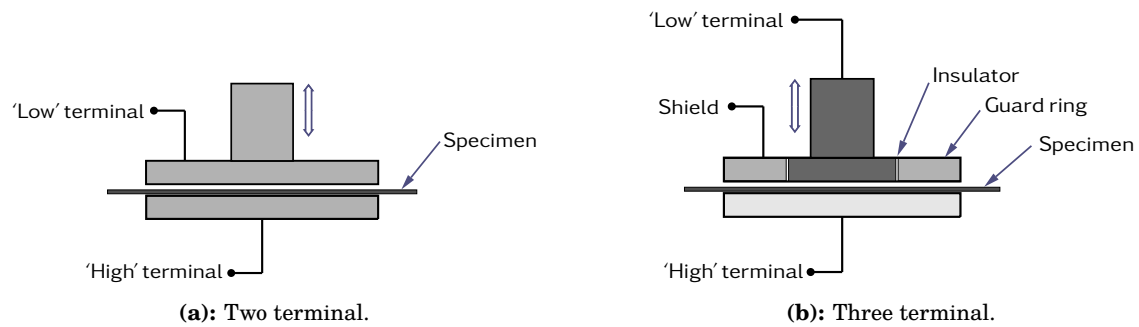 ‘Low’ terminal
Specimen
‘High’ terminal
(a): Two terminal.
‘Low’ terminal
Insulator
Shield
Guard ring
Specimen
‘High’ terminal
(b): Three terminal.